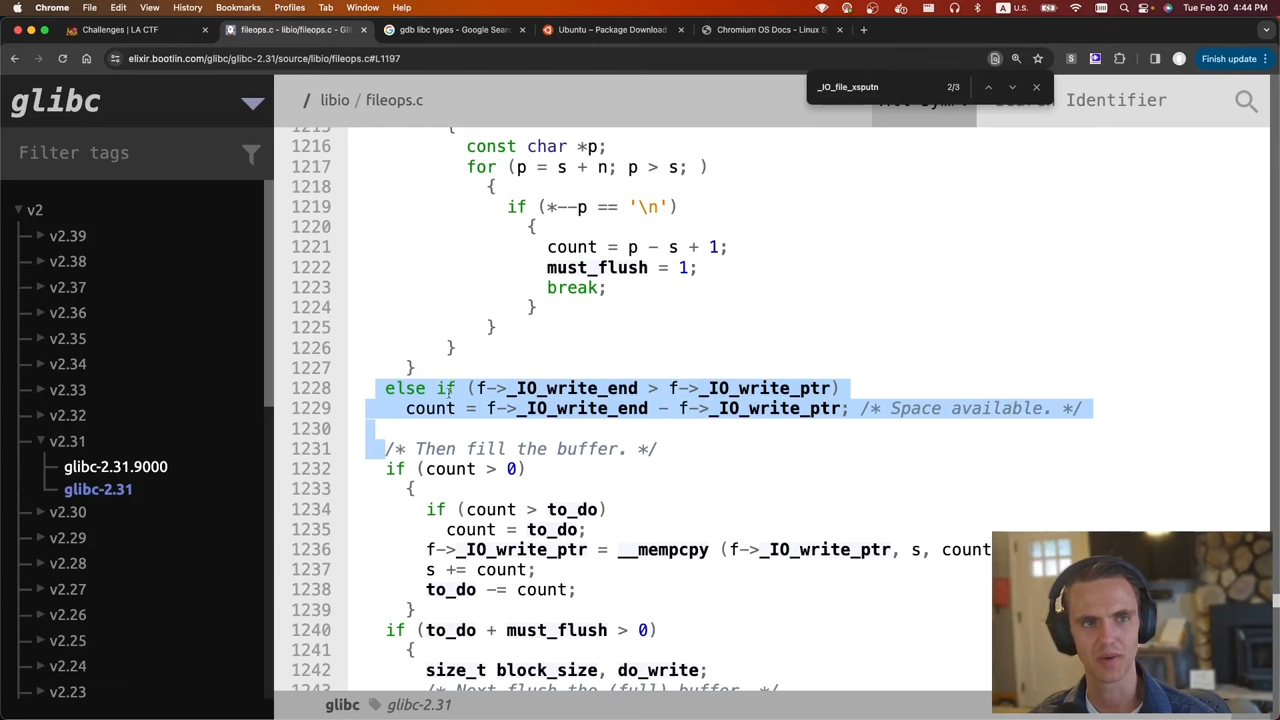 Chrome File Edit View History Bookmarks Profiles Tab Window Help A U.S. Tue Feb 20 4:44 PM
Challenges | LA CTF fileops.c - libio/fileops.c - Gli gdb libc types - Google Sear Ubuntu – Package Download Chromium OS Docs - Linux S
elixir.bootlin.com/glibc/glibc-2.31/source/libio/fileops.c#L1197 Finish update
_IO_file_xsputn 2/3
glibc / libio / fileops.c Identifier
Filter tags
v2
v2.39
v2.38
v2.37
v2.36
v2.35
v2.34
v2.33
v2.32
v2.31
glibc-2.31.9000
glibc-2.31
v2.30
v2.29
v2.28
v2.27
v2.26
v2.25
v2.24
v2.23
1215 {
1216 const char *p;
1217 for (p = s + n; p > s; )
1218 {
1219 if (*--p == '\n')
1220 {
1221 count = p - s + 1;
1222 must_flush = 1;
1223 break;
1224 }
1225 }
1226 }
1227 }
1228 else if (f->_IO_write_end > f->_IO_write_ptr)
1229 count = f->_IO_write_end - f->_IO_write_ptr; /* Space available. */
1230
1231 /* Then fill the buffer. */
1232 if (count > 0)
1233 {
1234 if (count > to_do)
1235 count = to_do;
1236 f->_IO_write_ptr = __mempcpy (f->_IO_write_ptr, s, count
1237 s += count;
1238 to_do -= count;
1239 }
1240 if (to_do + must_flush > 0)
1241 {
1242 size_t block_size, do_write;
1243 /* Next flush the (full) buffer. */
glibc glibc-2.31